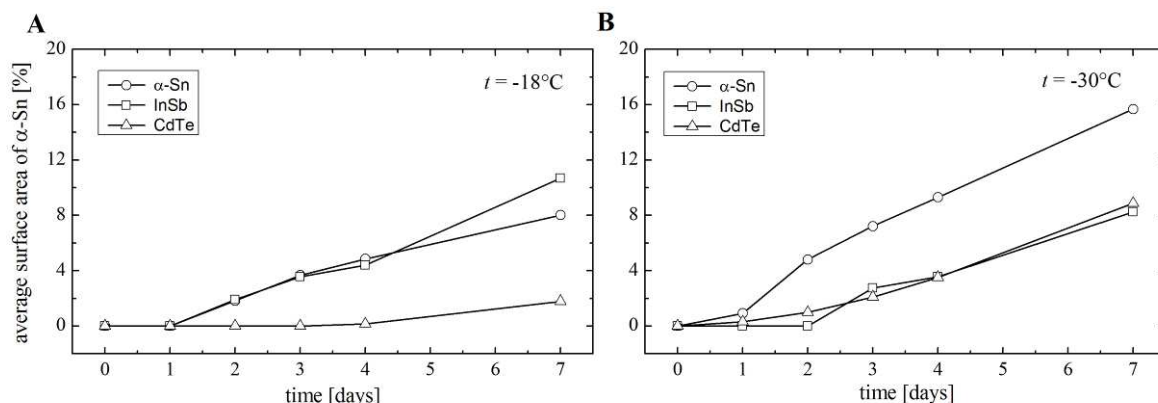 A
average surface area of α-Sn [%]
20
16
12
8
4
0
α-Sn
InSb
CdTe
t = -18°C
0 1 2 3 4 5 6 7
time [days]
B
20
16
12
8
4
0
α-Sn
InSb
CdTe
t = -30°C
0 1 2 3 4 5 6 7
time [days]